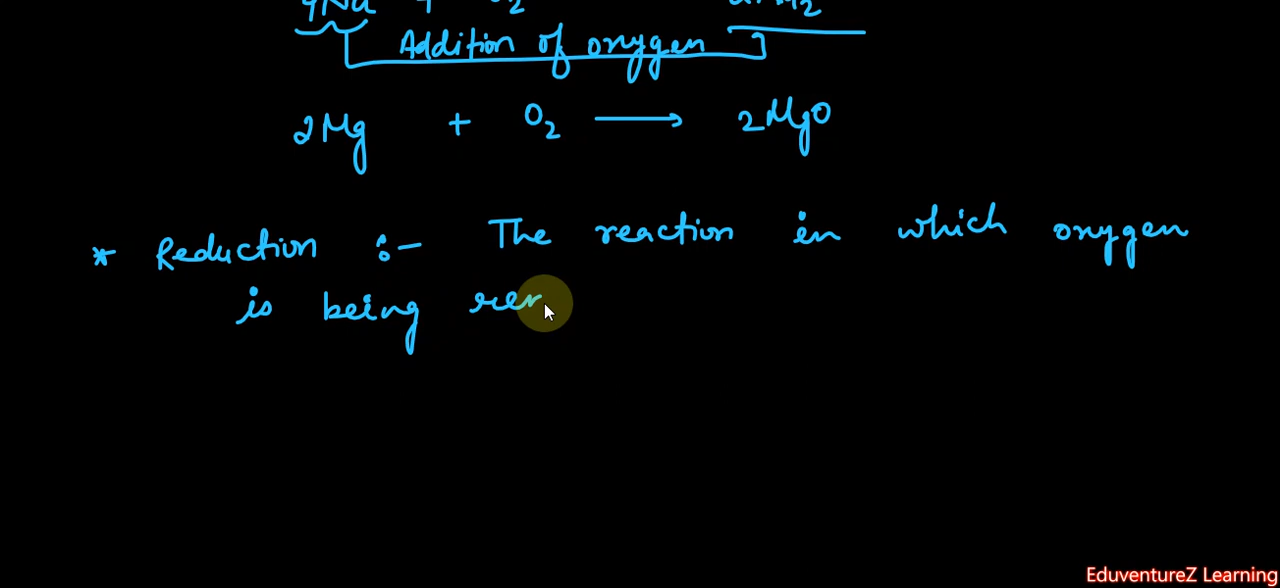 Addition of oxygen
2Mg + O2 → 2MgO
* Reduction :- The reaction in which oxygen
is being
EduventureZ Learning